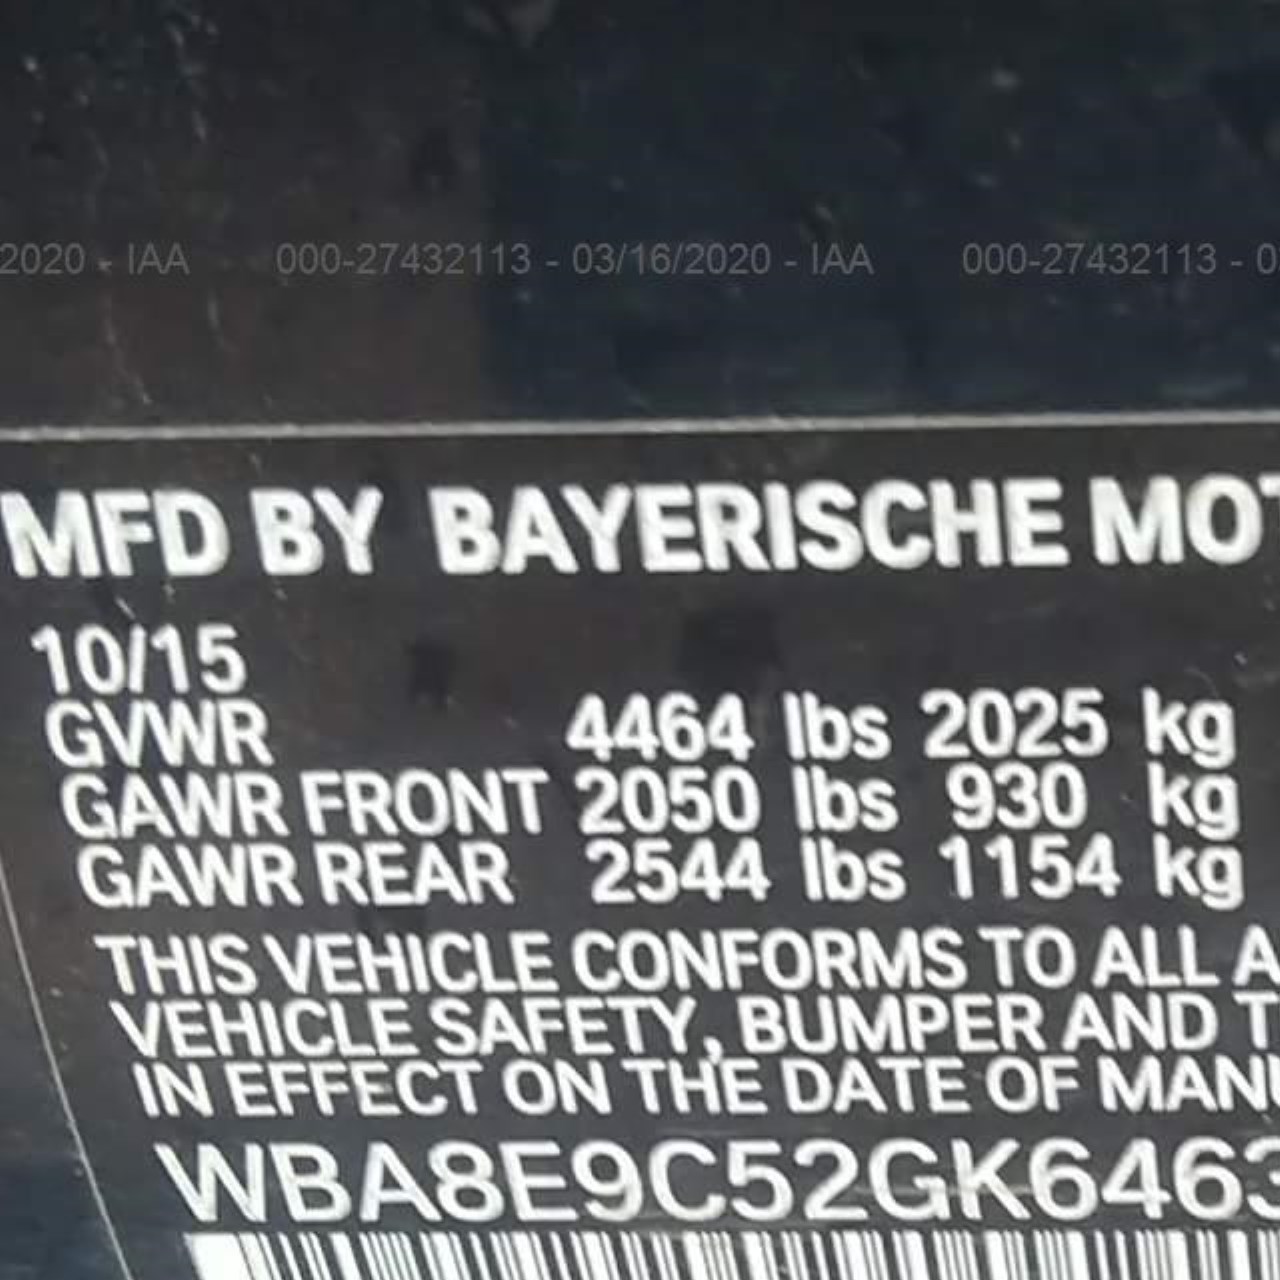 2020 - IAA 000-27432113 - 03/16/2020 - IAA 000-27432113 - 0
MFD BY BAYERISCHE MOT
10/15
GVWR 4464 lbs 2025 kg
GAWR FRONT 2050 lbs 930 kg
GAWR REAR 2544 lbs 1154 kg
THIS VEHICLE CONFORMS TO ALL A
VEHICLE SAFETY, BUMPER AND T
IN EFFECT ON THE DATE OF MANU
WBA8E9C52GK6463